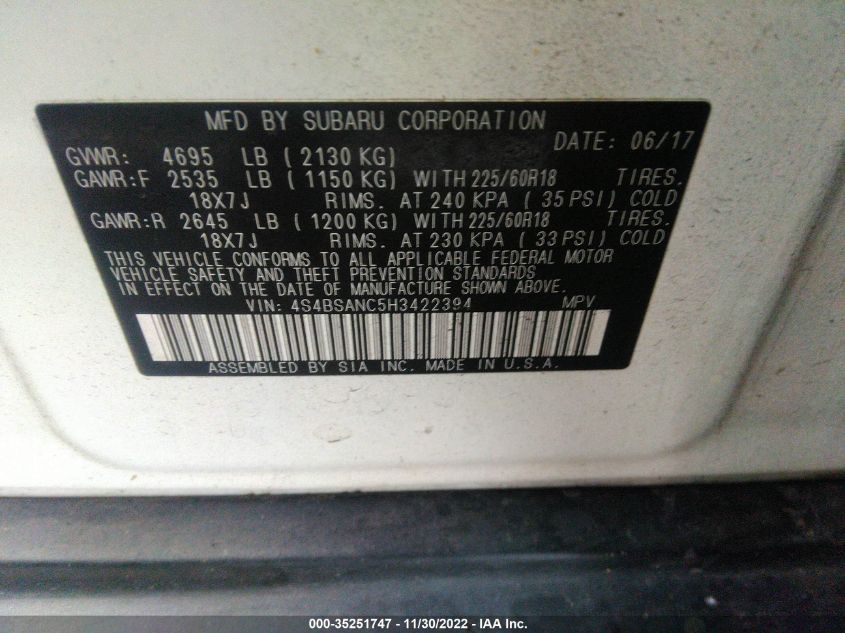 MFD BY SUBARU CORPORATION
DATE: 06/17
GVWR: 4695 LB ( 2130 KG)
GAWR:F 2535 LB ( 1150 KG) WITH 225/60R18 TIRES.
18X7J RIMS. AT 240 KPA ( 35 PSI) COLD
GAWR:R 2645 LB ( 1200 KG) WITH 225/60R18 TIRES.
18X7J RIMS. AT 230 KPA ( 33 PSI) COLD
THIS VEHICLE CONFORMS TO ALL APPLICABLE FEDERAL MOTOR
VEHICLE SAFETY AND THEFT PREVENTION STANDARDS
IN EFFECT ON THE DATE OF MANUFACTURE SHOWN ABOVE.
VIN: 4S4BSANC5H3422394 MPV
ASSEMBLED BY SIA INC. MADE IN U.S.A.
000-35251747 - 11/30/2022 - IAA Inc.